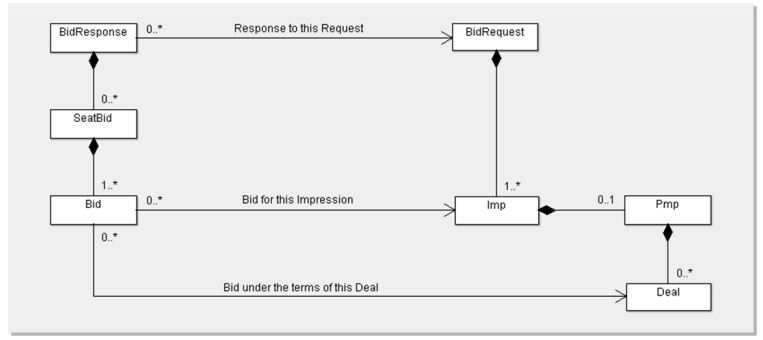 BidResponse
0..*
Response to this Request
BidRequest
0..*
SeatBid
1..*
1..*
Bid
0..*
Bid for this Impression
Imp
0..1
Pmp
0..*
0..*
Bid under the terms of this Deal
Deal